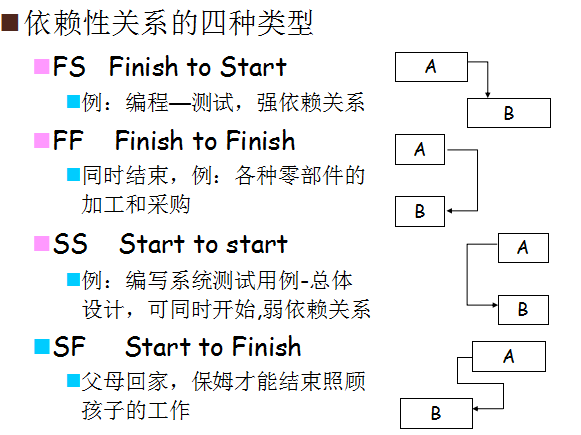 依赖性关系的四种类型
FS Finish to Start
例：编程—测试，强依赖关系
A
B
FF Finish to Finish
同时结束，例：各种零部件的
加工和采购
A
B
SS Start to start
例：编写系统测试用例-总体
设计，可同时开始,弱依赖关系
A
B
SF Start to Finish
父母回家，保姆才能结束照顾
孩子的工作
A
B